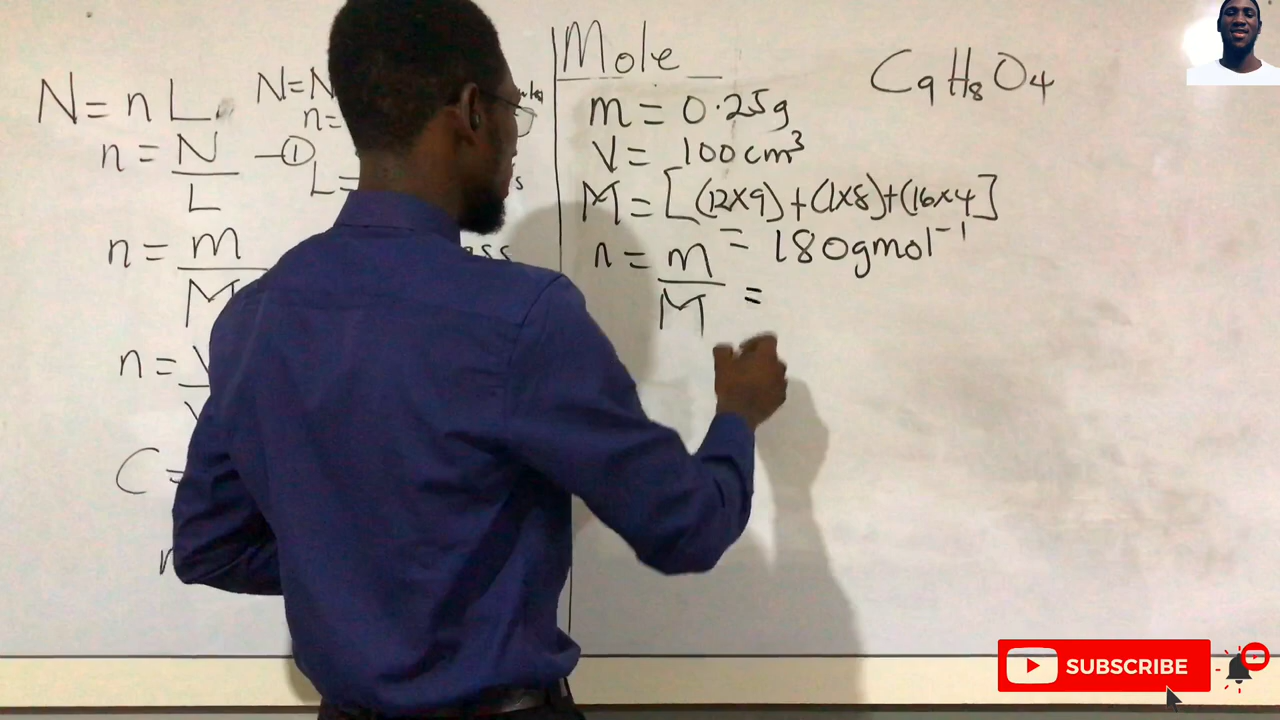 N = nL
n = N/L —①
n = m/M
n =
C =
N = N
n =
L =
Mole
m = 0.25g
V = 100cm³
M = [(12×9)+(1×8)+(16×4]
= 180gmol⁻¹
n = m/M =
C₉H₈O₄
SUBSCRIBE